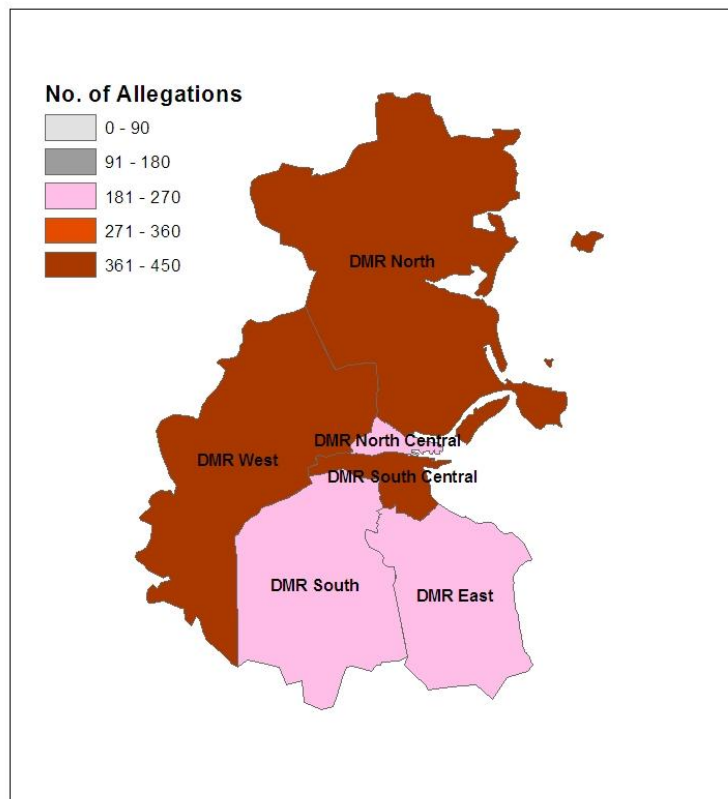 No. of Allegations
0 - 90
91 - 180
181 - 270
271 - 360
361 - 450
DMR North
DMR North Central
DMR West
DMR South Central
DMR South
DMR East